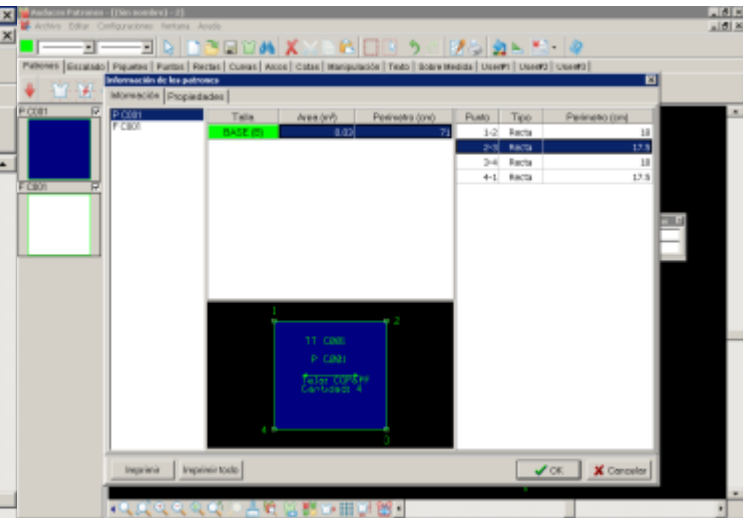 Audaces Patrones - [(Sin nombre) - 2]
Archivo Editar Configuraciones Ventana Ayuda
Patrones Escalado Piquetes Puntos Rectas Curvas Arcos Cotas Manipulación Texto Sobre Medida User#1 User#2 User#3
Información de los patrones
Información Propiedades
P C001
F C001
Talla Area (m²) Perímetro (cm)
BASE (B) 0.03 71
Punto Tipo Perímetro (cm)
1-2 Recta 18
2-3 Recta 17.5
3-4 Recta 18
4-1 Recta 17.5
P C001
F C001
1
2
TT C001
P C001
Cantidad: 4
4
3
Imprimir Imprimir todo OK Cancelar